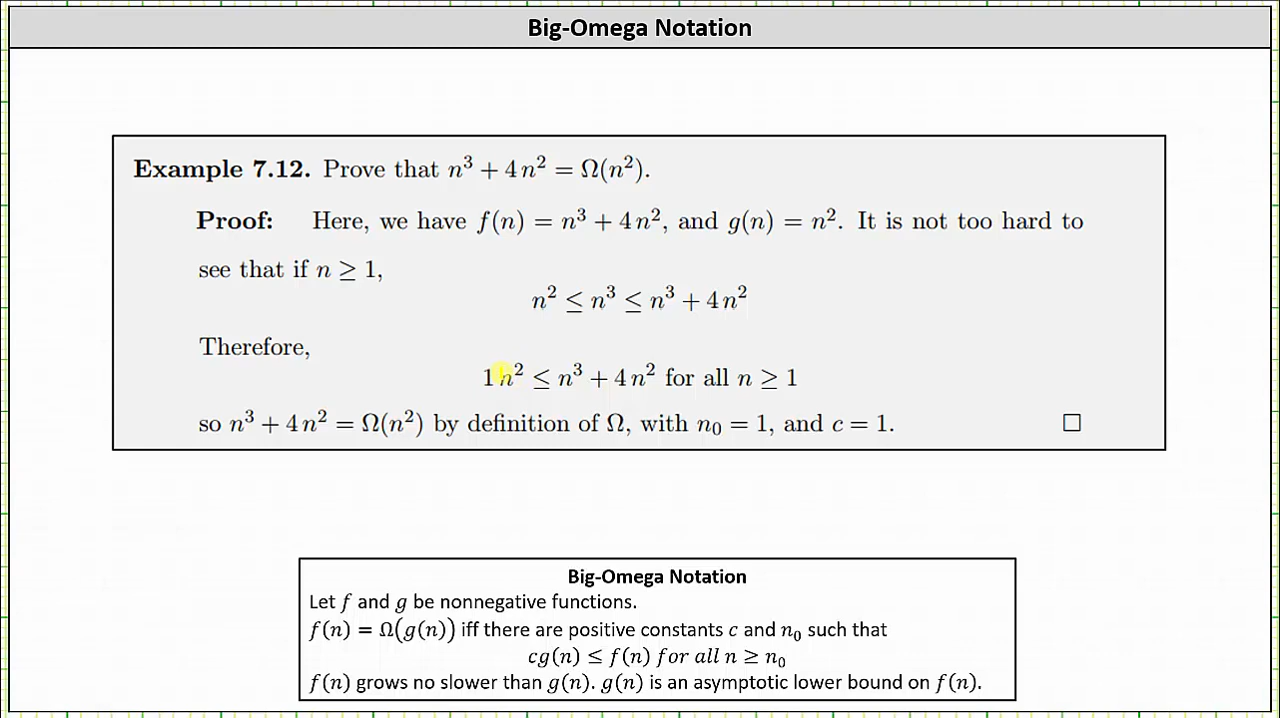 Big-Omega Notation
Example 7.12. Prove that n³ + 4n² = Ω(n²).
Proof: Here, we have f(n) = n³ + 4n², and g(n) = n². It is not too hard to
see that if n ≥ 1,
n² ≤ n³ ≤ n³ + 4n²
Therefore,
1n² ≤ n³ + 4n² for all n ≥ 1
so n³ + 4n² = Ω(n²) by definition of Ω, with n₀ = 1, and c = 1. □
Big-Omega Notation
Let f and g be nonnegative functions.
f(n) = Ω(g(n)) iff there are positive constants c and n₀ such that
cg(n) ≤ f(n) for all n ≥ n₀
f(n) grows no slower than g(n). g(n) is an asymptotic lower bound on f(n).